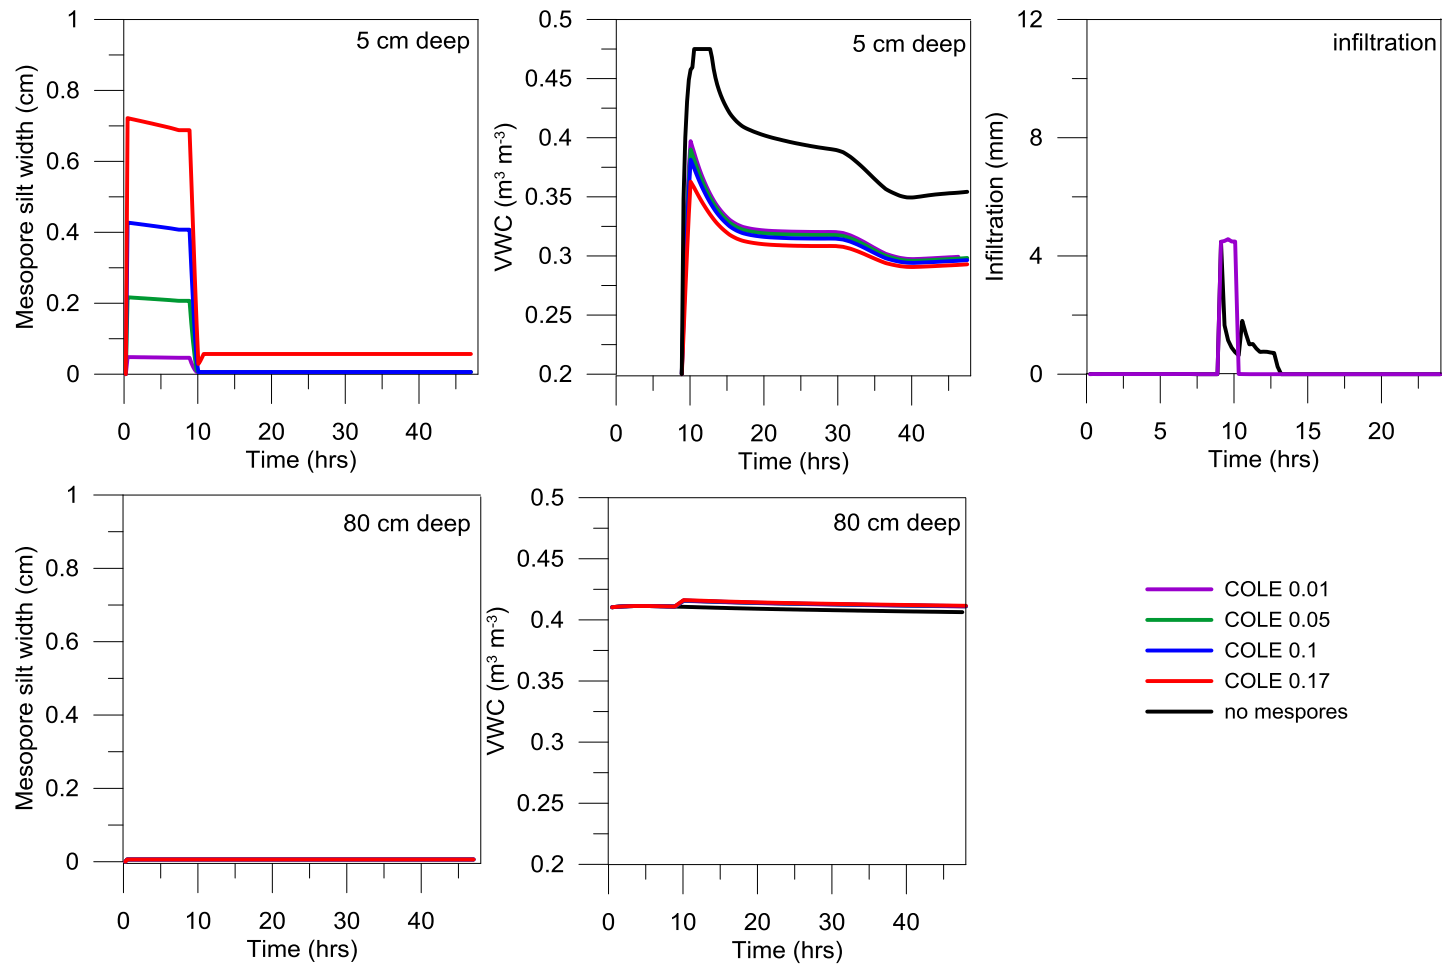 1
0.8
0.6
0.4
0.2
0
Mesopore silt width (cm)
5 cm deep
0 10 20 30 40
Time (hrs)
0.5
0.45
0.4
0.35
0.3
0.25
0.2
VWC (m³ m⁻³)
5 cm deep
0 10 20 30 40
Time (hrs)
12
8
4
0
Infiltration (mm)
infiltration
0 5 10 15 20
Time (hrs)
1
0.8
0.6
0.4
0.2
0
Mesopore silt width (cm)
80 cm deep
0 10 20 30 40
Time (hrs)
0.5
0.45
0.4
0.35
0.3
0.25
0.2
VWC (m³ m⁻³)
80 cm deep
0 10 20 30 40
Time (hrs)
COLE 0.01
COLE 0.05
COLE 0.1
COLE 0.17
no mespores